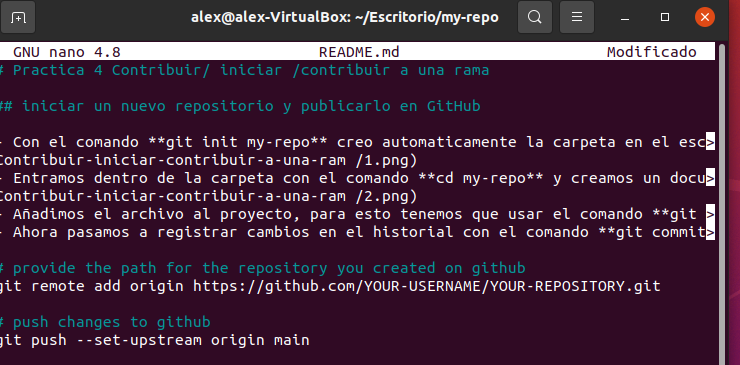 alex@alex-VirtualBox: ~/Escritorio/my-repo
GNU nano 4.8 README.md Modificado
# Practica 4 Contribuir/ iniciar /contribuir a una rama
## iniciar un nuevo repositorio y publicarlo en GitHub
- Con el comando **git init my-repo** creo automaticamente la carpeta en el esc>
Contribuir-iniciar-contribuir-a-una-ram /1.png)
- Entramos dentro de la carpeta con el comando **cd my-repo** y creamos un docu>
Contribuir-iniciar-contribuir-a-una-ram /2.png)
- Añadimos el archivo al proyecto, para esto tenemos que usar el comando **git >
- Ahora pasamos a registrar cambios en el historial con el comando **git commit>
# provide the path for the repository you created on github
git remote add origin https://github.com/YOUR-USERNAME/YOUR-REPOSITORY.git
# push changes to github
git push --set-upstream origin main